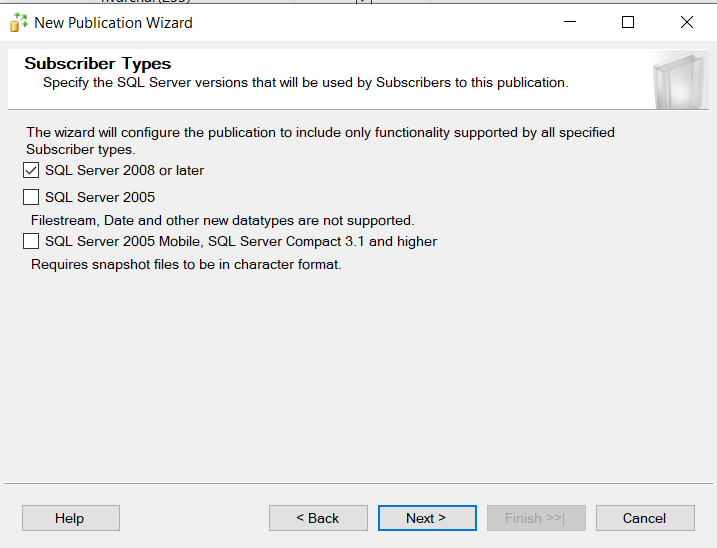 nvarchar(255)
New Publication Wizard
Subscriber Types
Specify the SQL Server versions that will be used by Subscribers to this publication.
The wizard will configure the publication to include only functionality supported by all specified
Subscriber types.
SQL Server 2008 or later
SQL Server 2005
Filestream, Date and other new datatypes are not supported.
SQL Server 2005 Mobile, SQL Server Compact 3.1 and higher
Requires snapshot files to be in character format.
Help
< Back
Next >
Finish >>|
Cancel